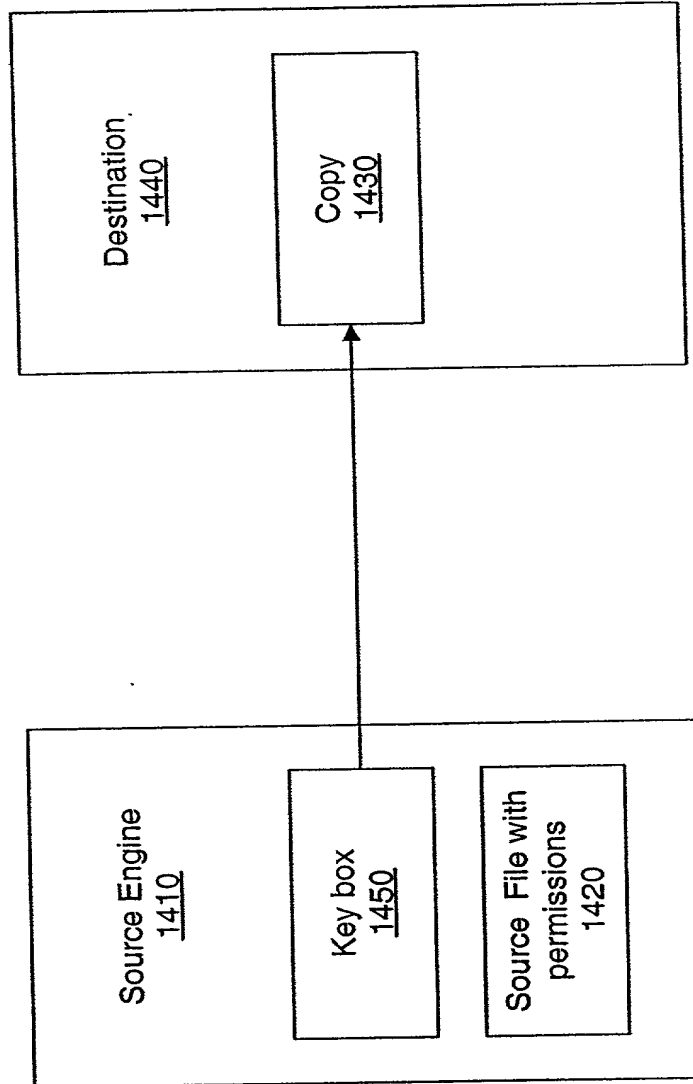 Source Engine
1410
Key box
1450
Source File with
permissions
1420
Destination
1440
Copy
1430